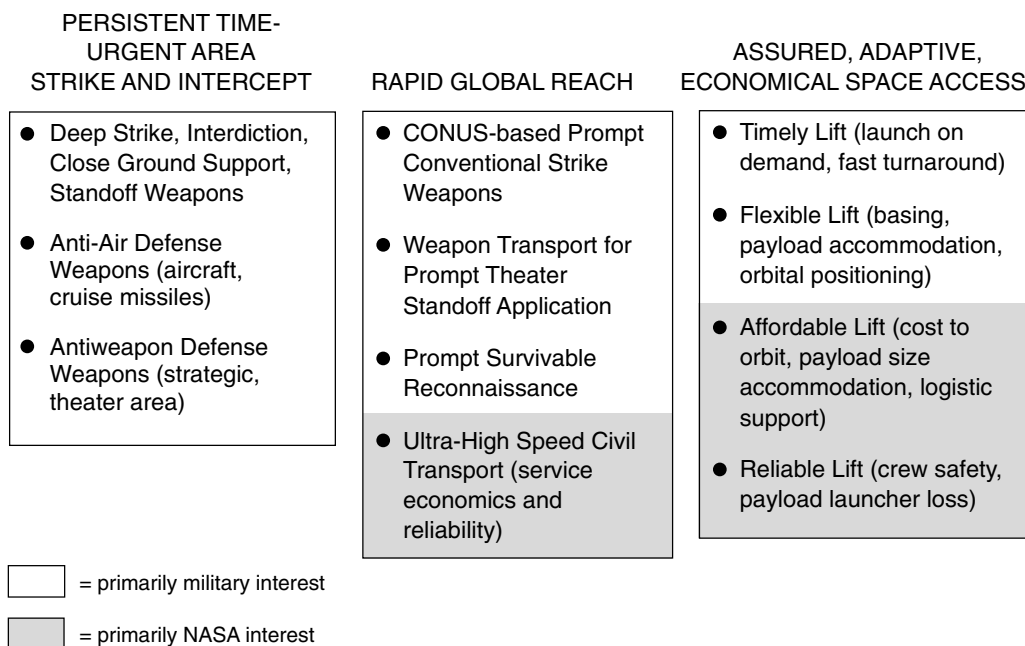 PERSISTENT TIME-
URGENT AREA
STRIKE AND INTERCEPT
● Deep Strike, Interdiction,
Close Ground Support,
Standoff Weapons
● Anti-Air Defense
Weapons (aircraft,
cruise missiles)
● Antiweapon Defense
Weapons (strategic,
theater area)
RAPID GLOBAL REACH
● CONUS-based Prompt
Conventional Strike
Weapons
● Weapon Transport for
Prompt Theater
Standoff Application
● Prompt Survivable
Reconnaissance
● Ultra-High Speed Civil
Transport (service
economics and
reliability)
ASSURED, ADAPTIVE,
ECONOMICAL SPACE ACCESS
● Timely Lift (launch on
demand, fast turnaround)
● Flexible Lift (basing,
payload accommodation,
orbital positioning)
● Affordable Lift (cost to
orbit, payload size
accommodation, logistic
support)
● Reliable Lift (crew safety,
payload launcher loss)
= primarily military interest
= primarily NASA interest